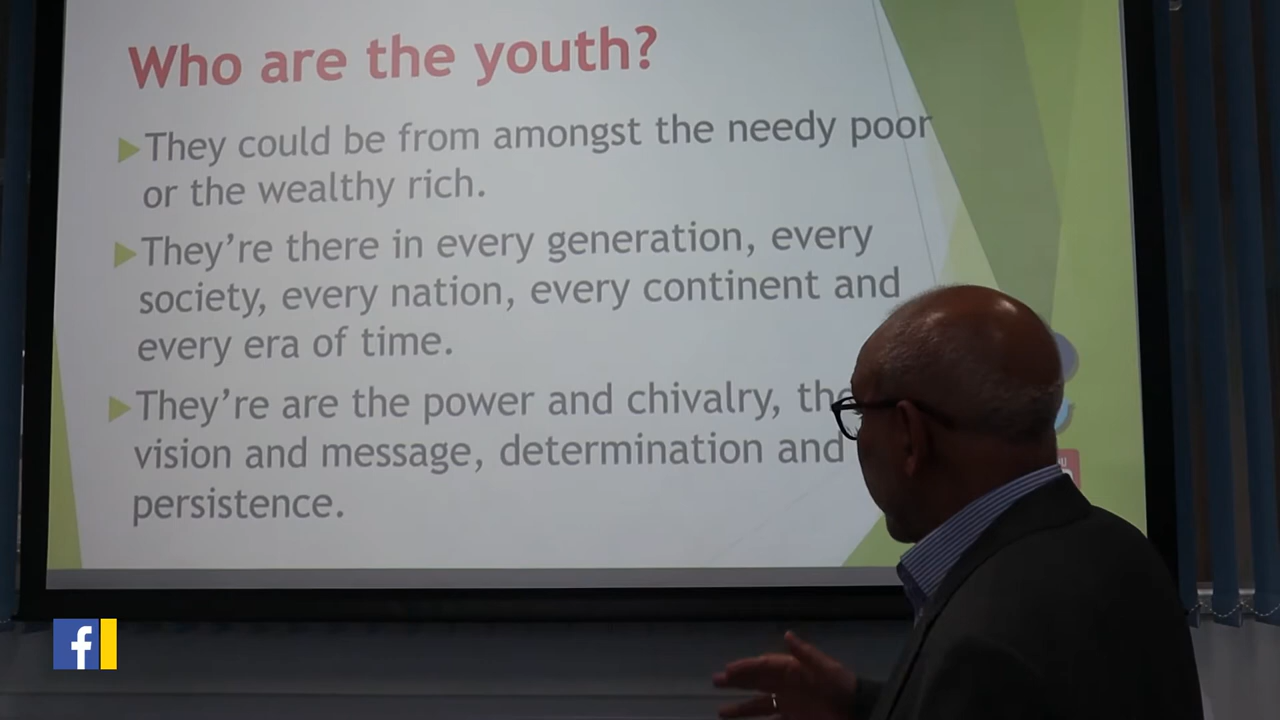 Who are the youth?
They could be from amongst the needy poor
or the wealthy rich.
They're there in every generation, every
society, every nation, every continent and
every era of time.
They're are the power and chivalry, the
vision and message, determination and
persistence.
f